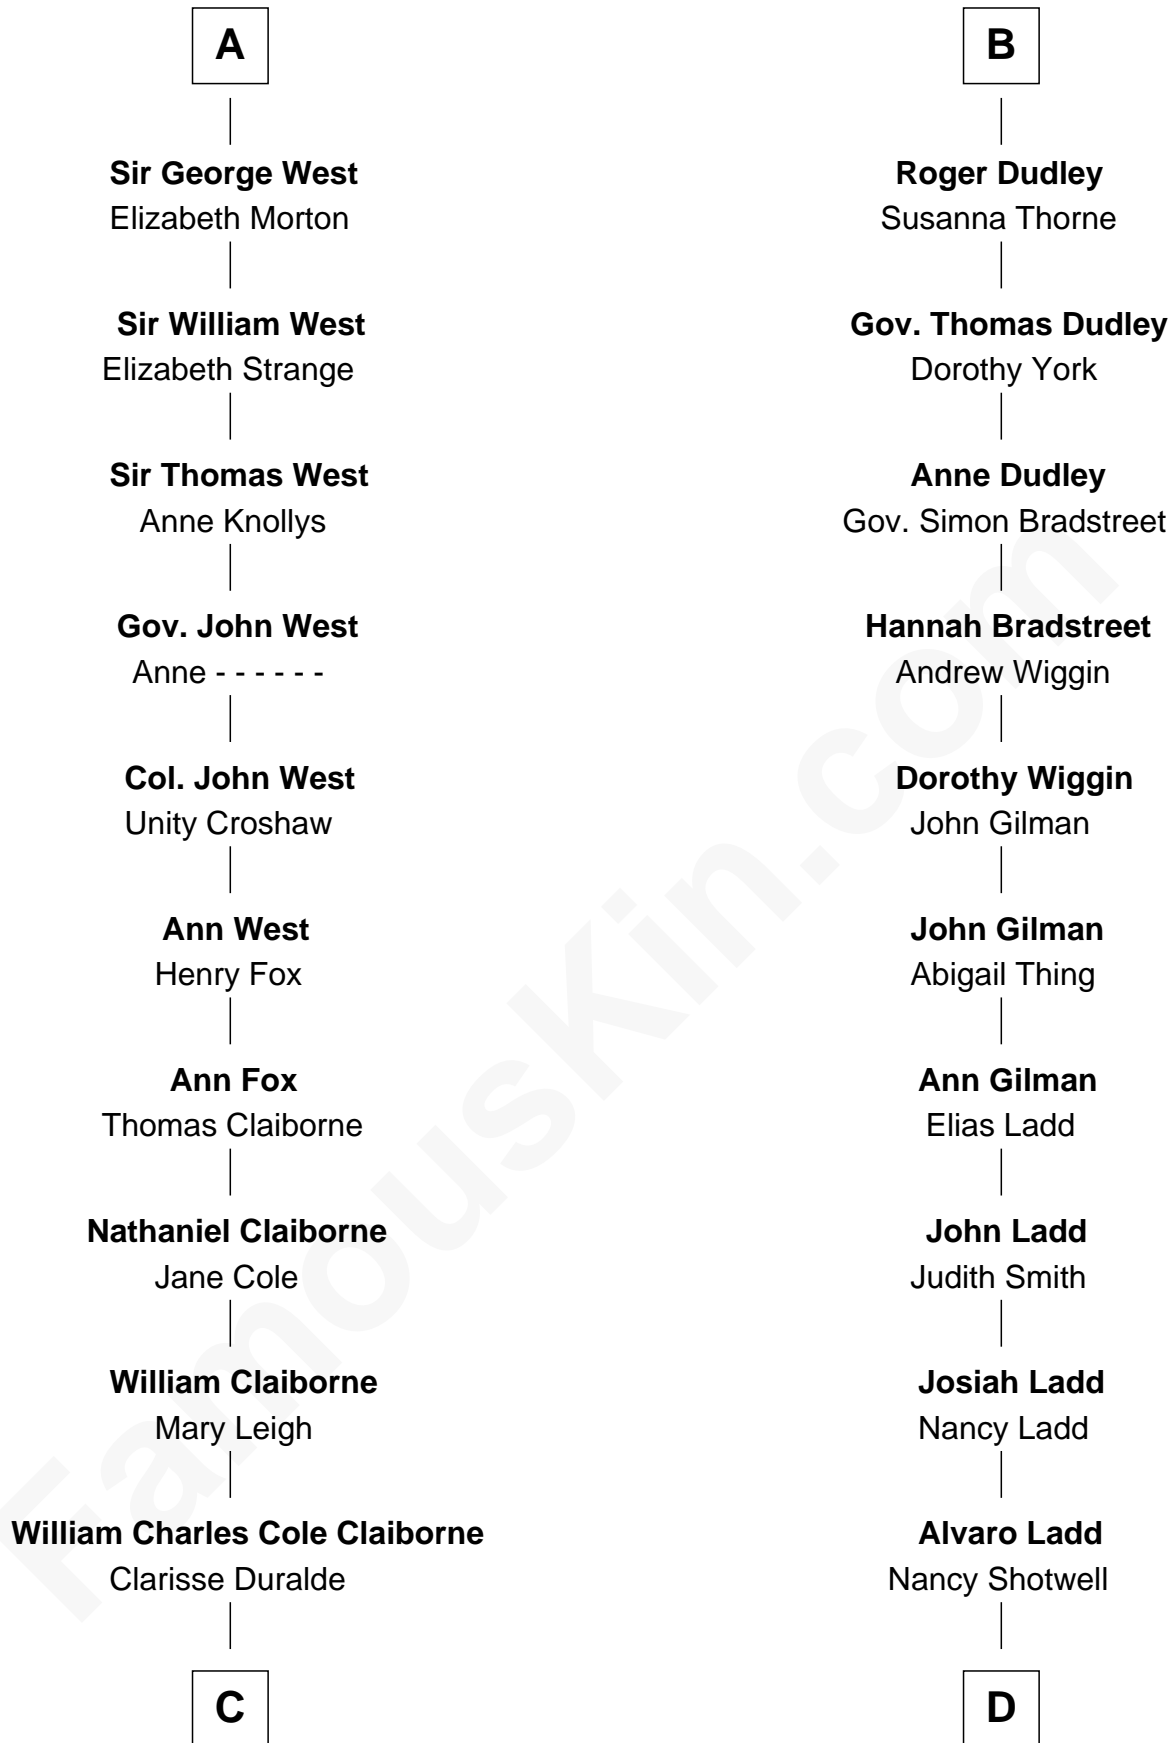 A
Sir George West
Elizabeth Morton
Sir William West
Elizabeth Strange
Sir Thomas West
Anne Knollys
Gov. John West
Anne - - - - - -
Col. John West
Unity Croshaw
Ann West
Henry Fox
Ann Fox
Thomas Claiborne
Nathaniel Claiborne
Jane Cole
William Claiborne
Mary Leigh
William Charles Cole Claiborne
Clarisse Duralde
C
B
Roger Dudley
Susanna Thorne
Gov. Thomas Dudley
Dorothy York
Anne Dudley
Gov. Simon Bradstreet
Hannah Bradstreet
Andrew Wiggin
Dorothy Wiggin
John Gilman
John Gilman
Abigail Thing
Ann Gilman
Elias Ladd
John Ladd
Judith Smith
Josiah Ladd
Nancy Ladd
Alvaro Ladd
Nancy Shotwell
D
FamousKin.com